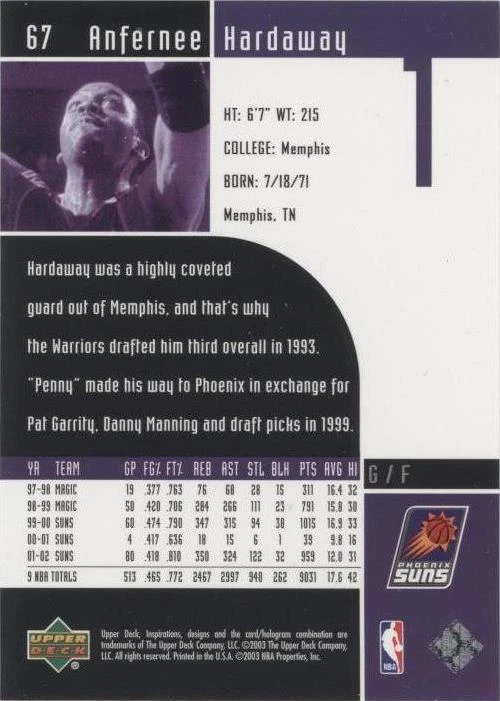 67 Anfernee Hardaway
1
HT: 6'7" WT: 215
COLLEGE: Memphis
BORN: 7/18/71
Memphis, TN
Hardaway was a highly coveted
guard out of Memphis, and that's why
the Warriors drafted him third overall in 1993.
"Penny" made his way to Phoenix in exchange for
Pat Garrity, Danny Manning and draft picks in 1999.
YR TEAM GP FG% FT% REB AST STL BLK PTS AVG HI
97-98 MAGIC 19 .377 .763 76 68 28 15 311 16.4 32
98-99 MAGIC 50 .420 .706 284 266 111 23 791 15.8 30
99-00 SUNS 60 .474 .790 347 315 94 38 1015 16.9 33
00-01 SUNS 4 .417 .636 18 15 6 1 39 9.8 16
01-02 SUNS 80 .418 .810 350 324 122 32 959 12.0 31
9 NBA TOTALS 513 .465 .772 2467 2997 940 262 9031 17.6 42
G / F
PHOENIX
SUNS
UPPER
DECK
®
Upper Deck, Inspirations, designs and the card/hologram combination are
trademarks of The Upper Deck Company, LLC. ©2003 The Upper Deck Company,
LLC. All rights reserved. Printed in the U.S.A. ©2003 NBA Properties, Inc.
NBA